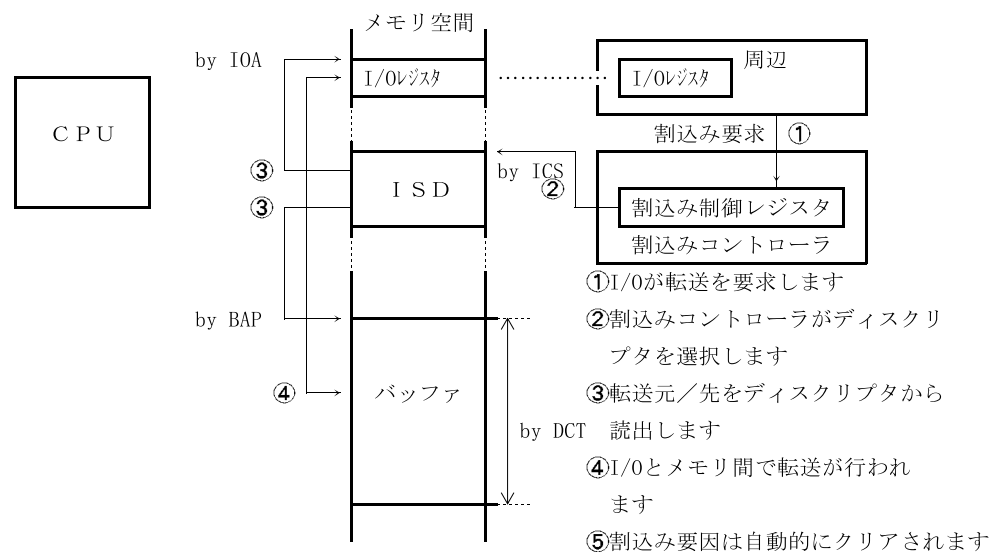 メモリ空間
by IOA
I/Oレジスタ
I/Oレジスタ
周辺
CPU
割込み要求 ①
③
ISD
by ICS
②
③
割込み制御レジスタ
割込みコントローラ
by BAP
④
バッファ
by DCT
①I/Oが転送を要求します
②割込みコントローラがディスクリ
プタを選択します
③転送元／先をディスクリプタから
読出します
④I/Oとメモリ間で転送が行われ
ます
⑤割込み要因は自動的にクリアされます